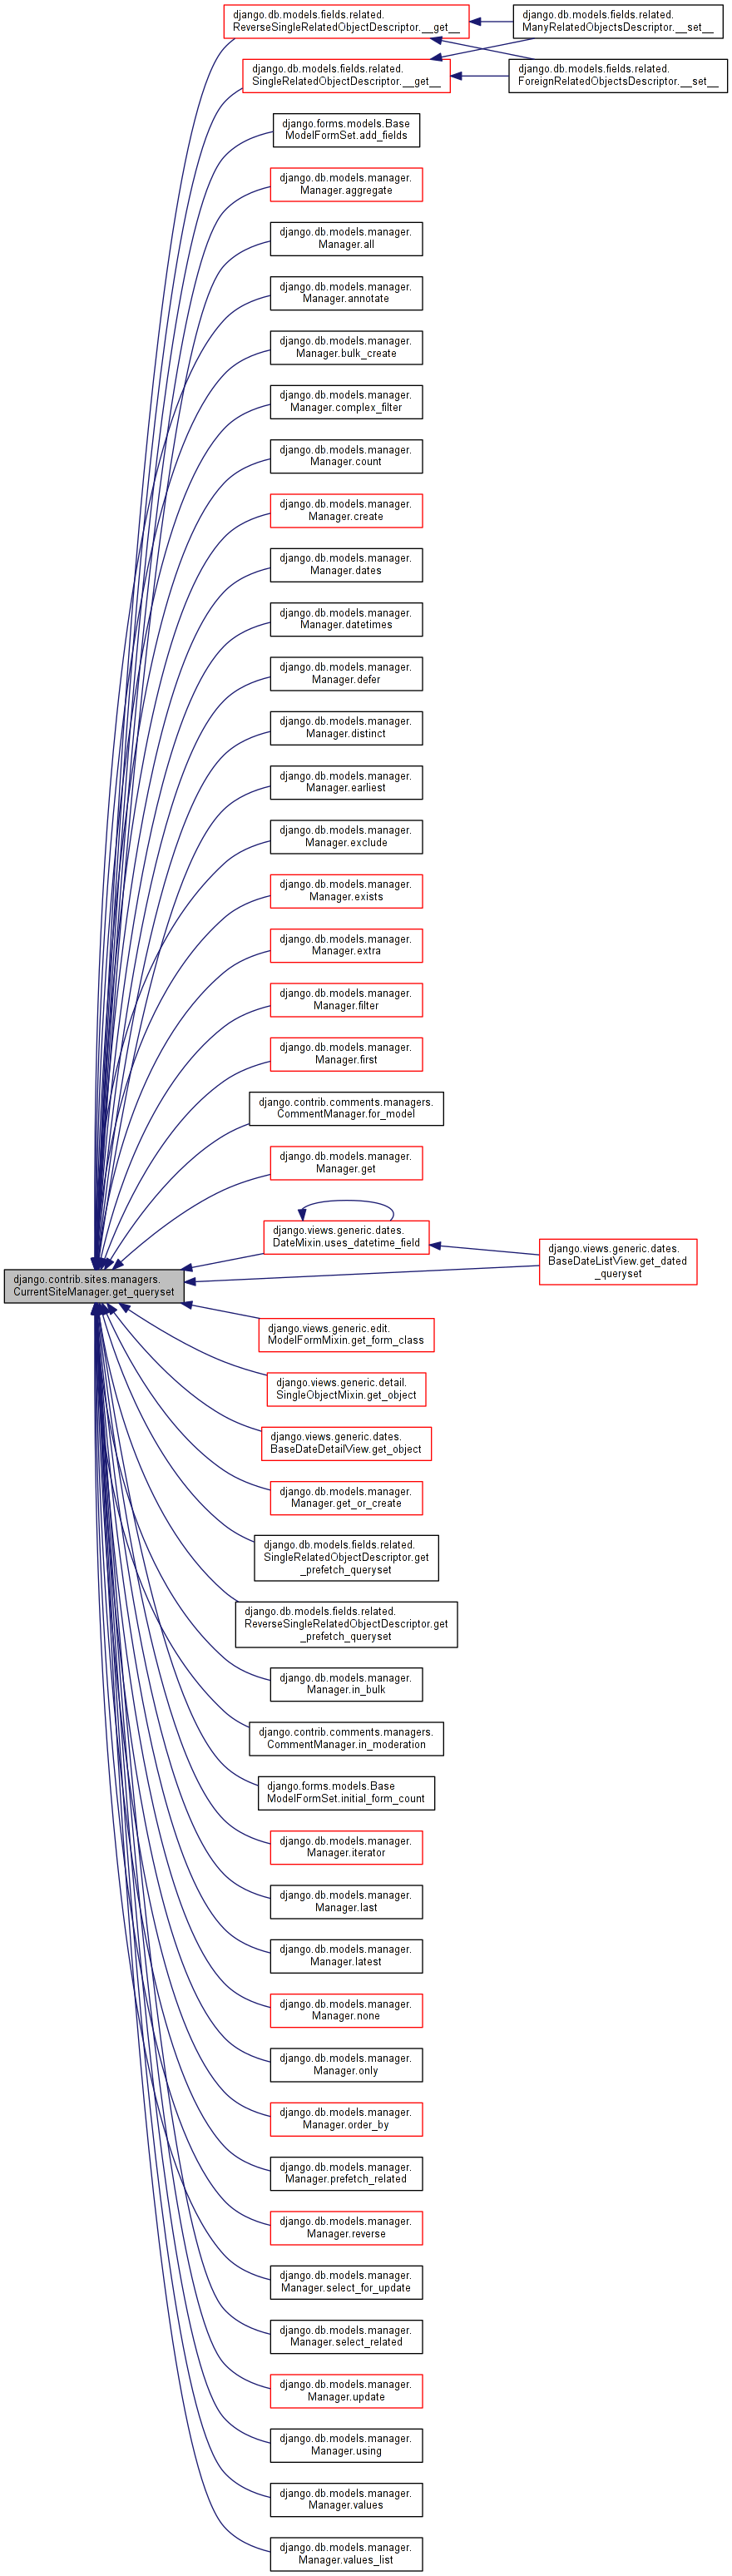 django.db.models.fields.related.
ReverseSingleRelatedObjectDescriptor.__get__
django.db.models.fields.related.
ManyRelatedObjectsDescriptor.__set__
django.db.models.fields.related.
SingleRelatedObjectDescriptor.__get__
django.db.models.fields.related.
ForeignRelatedObjectsDescriptor.__set__
django.forms.models.Base
ModelFormSet.add_fields
django.db.models.manager.
Manager.aggregate
django.db.models.manager.
Manager.all
django.db.models.manager.
Manager.annotate
django.db.models.manager.
Manager.bulk_create
django.db.models.manager.
Manager.complex_filter
django.db.models.manager.
Manager.count
django.db.models.manager.
Manager.create
django.db.models.manager.
Manager.dates
django.db.models.manager.
Manager.datetimes
django.db.models.manager.
Manager.defer
django.db.models.manager.
Manager.distinct
django.db.models.manager.
Manager.earliest
django.db.models.manager.
Manager.exclude
django.db.models.manager.
Manager.exists
django.db.models.manager.
Manager.extra
django.db.models.manager.
Manager.filter
django.db.models.manager.
Manager.first
django.contrib.comments.managers.
CommentManager.for_model
django.db.models.manager.
Manager.get
django.views.generic.dates.
DateMixin.uses_datetime_field
django.views.generic.dates.
BaseDateListView.get_dated
_queryset
django.contrib.sites.managers.
CurrentSiteManager.get_queryset
django.views.generic.edit.
ModelFormMixin.get_form_class
django.views.generic.detail.
SingleObjectMixin.get_object
django.views.generic.dates.
BaseDateDetailView.get_object
django.db.models.manager.
Manager.get_or_create
django.db.models.fields.related.
SingleRelatedObjectDescriptor.get
_prefetch_queryset
django.db.models.fields.related.
ReverseSingleRelatedObjectDescriptor.get
_prefetch_queryset
django.db.models.manager.
Manager.in_bulk
django.contrib.comments.managers.
CommentManager.in_moderation
django.forms.models.Base
ModelFormSet.initial_form_count
django.db.models.manager.
Manager.iterator
django.db.models.manager.
Manager.last
django.db.models.manager.
Manager.latest
django.db.models.manager.
Manager.none
django.db.models.manager.
Manager.only
django.db.models.manager.
Manager.order_by
django.db.models.manager.
Manager.prefetch_related
django.db.models.manager.
Manager.reverse
django.db.models.manager.
Manager.select_for_update
django.db.models.manager.
Manager.select_related
django.db.models.manager.
Manager.update
django.db.models.manager.
Manager.using
django.db.models.manager.
Manager.values
django.db.models.manager.
Manager.values_list